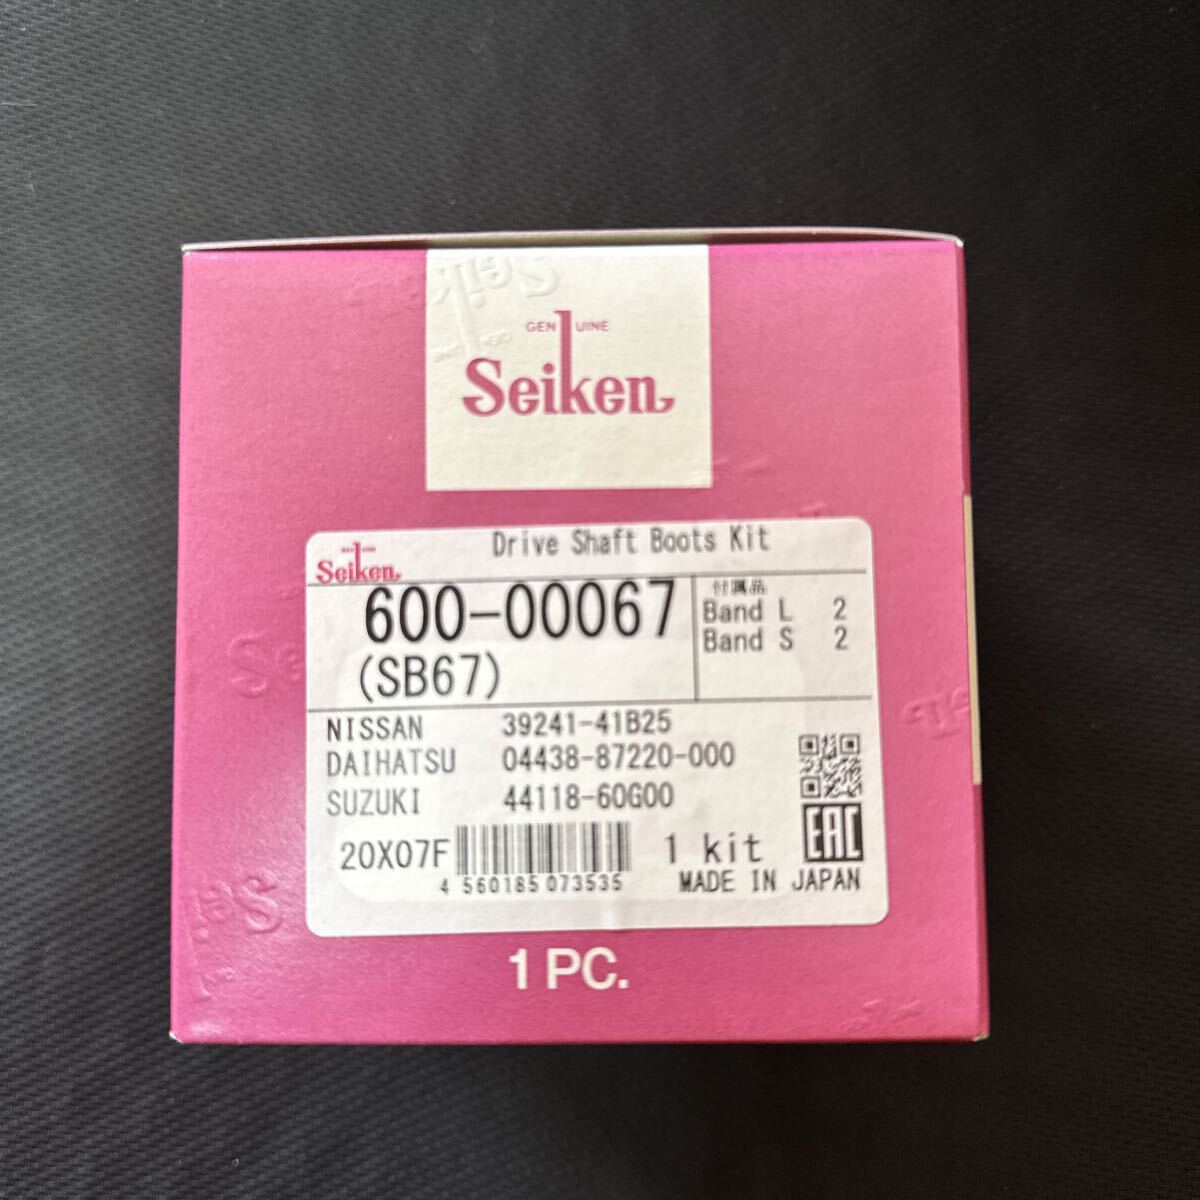 GENUINE
Seiken
Drive Shaft Boots Kit
Seiken
600-00067
(SB67)
付属品
Band L 2
Band S 2
NISSAN 39241-41B25
DAIHATSU 04438-87220-000
SUZUKI 44118-60G00
20X07F
4 560185 073535
1 kit
EAC
MADE IN JAPAN
1 PC.